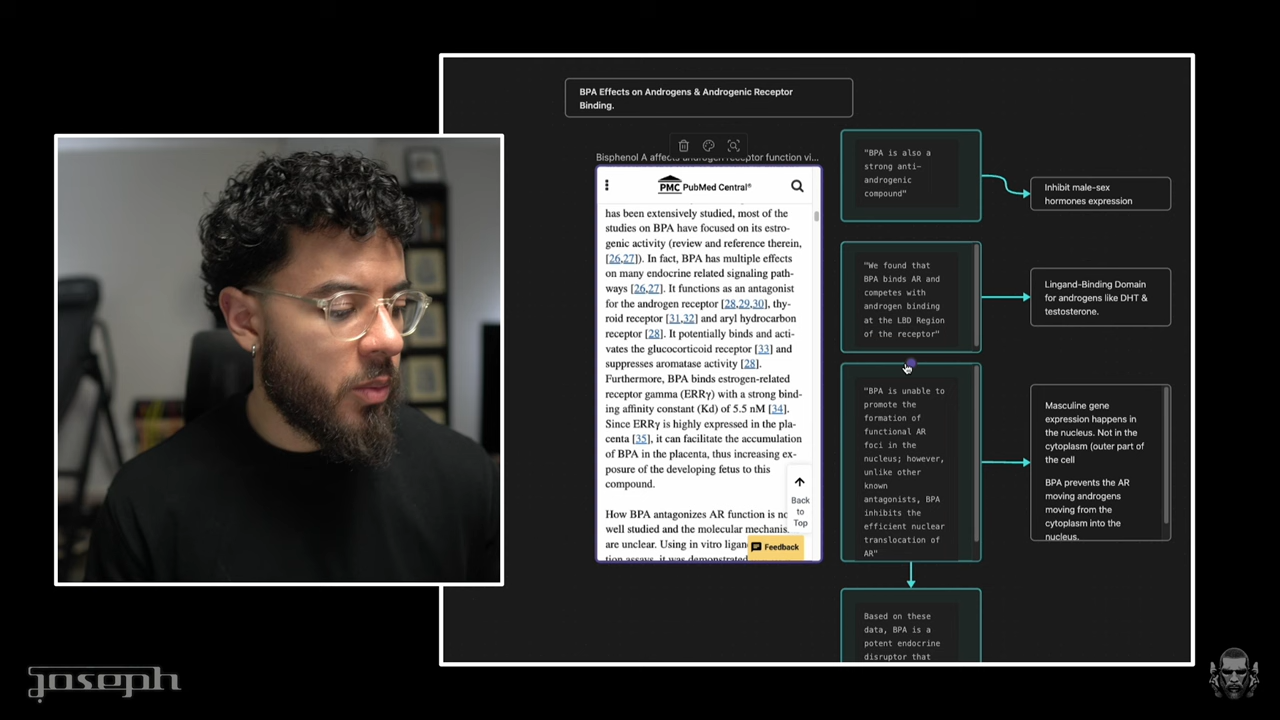 BPA Effects on Androgens & Androgenic Receptor
Binding.
Bisphenol A affects androgen receptor function vi...
PMC PubMed Central®
has been extensively studied, most of the
studies on BPA have focused on its estro-
genic activity (review and reference therein,
[26,27]). In fact, BPA has multiple effects
on many endocrine related signaling path-
ways [26,27]. It functions as an antagonist
for the androgen receptor [28,29,30], thy-
roid receptor [31,32] and aryl hydrocarbon
receptor [28]. It potentially binds and acti-
vates the glucocorticoid receptor [33] and
suppresses aromatase activity [28].
Furthermore, BPA binds estrogen-related
receptor gamma (ERRγ) with a strong bind-
ing affinity constant (Kd) of 5.5 nM [34].
Since ERRγ is highly expressed in the pla-
centa [35], it can facilitate the accumulation
of BPA in the placenta, thus increasing ex-
posure of the developing fetus to this
compound.
How BPA antagonizes AR function is
well studied and the molecular
are unclear. Using in vitro
it was demonstrated
Back
to
Top
Feedback
"BPA is also a
strong anti-
androgenic
compound"
Inhibit male-sex
hormones expression
"We found that
BPA binds AR and
competes with
androgen binding
at the LBD Region
of the receptor"
Lingand-Binding Domain
for androgens like DHT &
testosterone.
"BPA is unable to
promote the
formation of
functional AR
foci in the
nucleus; however,
unlike other
known
antagonists, BPA
inhibits the
efficient nuclear
translocation of
AR"
Masculine gene
expression happens in
the nucleus. Not in the
cytoplasm (outer part of
the cell
BPA prevents the AR
moving androgens
moving from the
cytoplasm into the
nucleus.
Based on these
data, BPA is a
potent endocrine
disruptor that
joseph